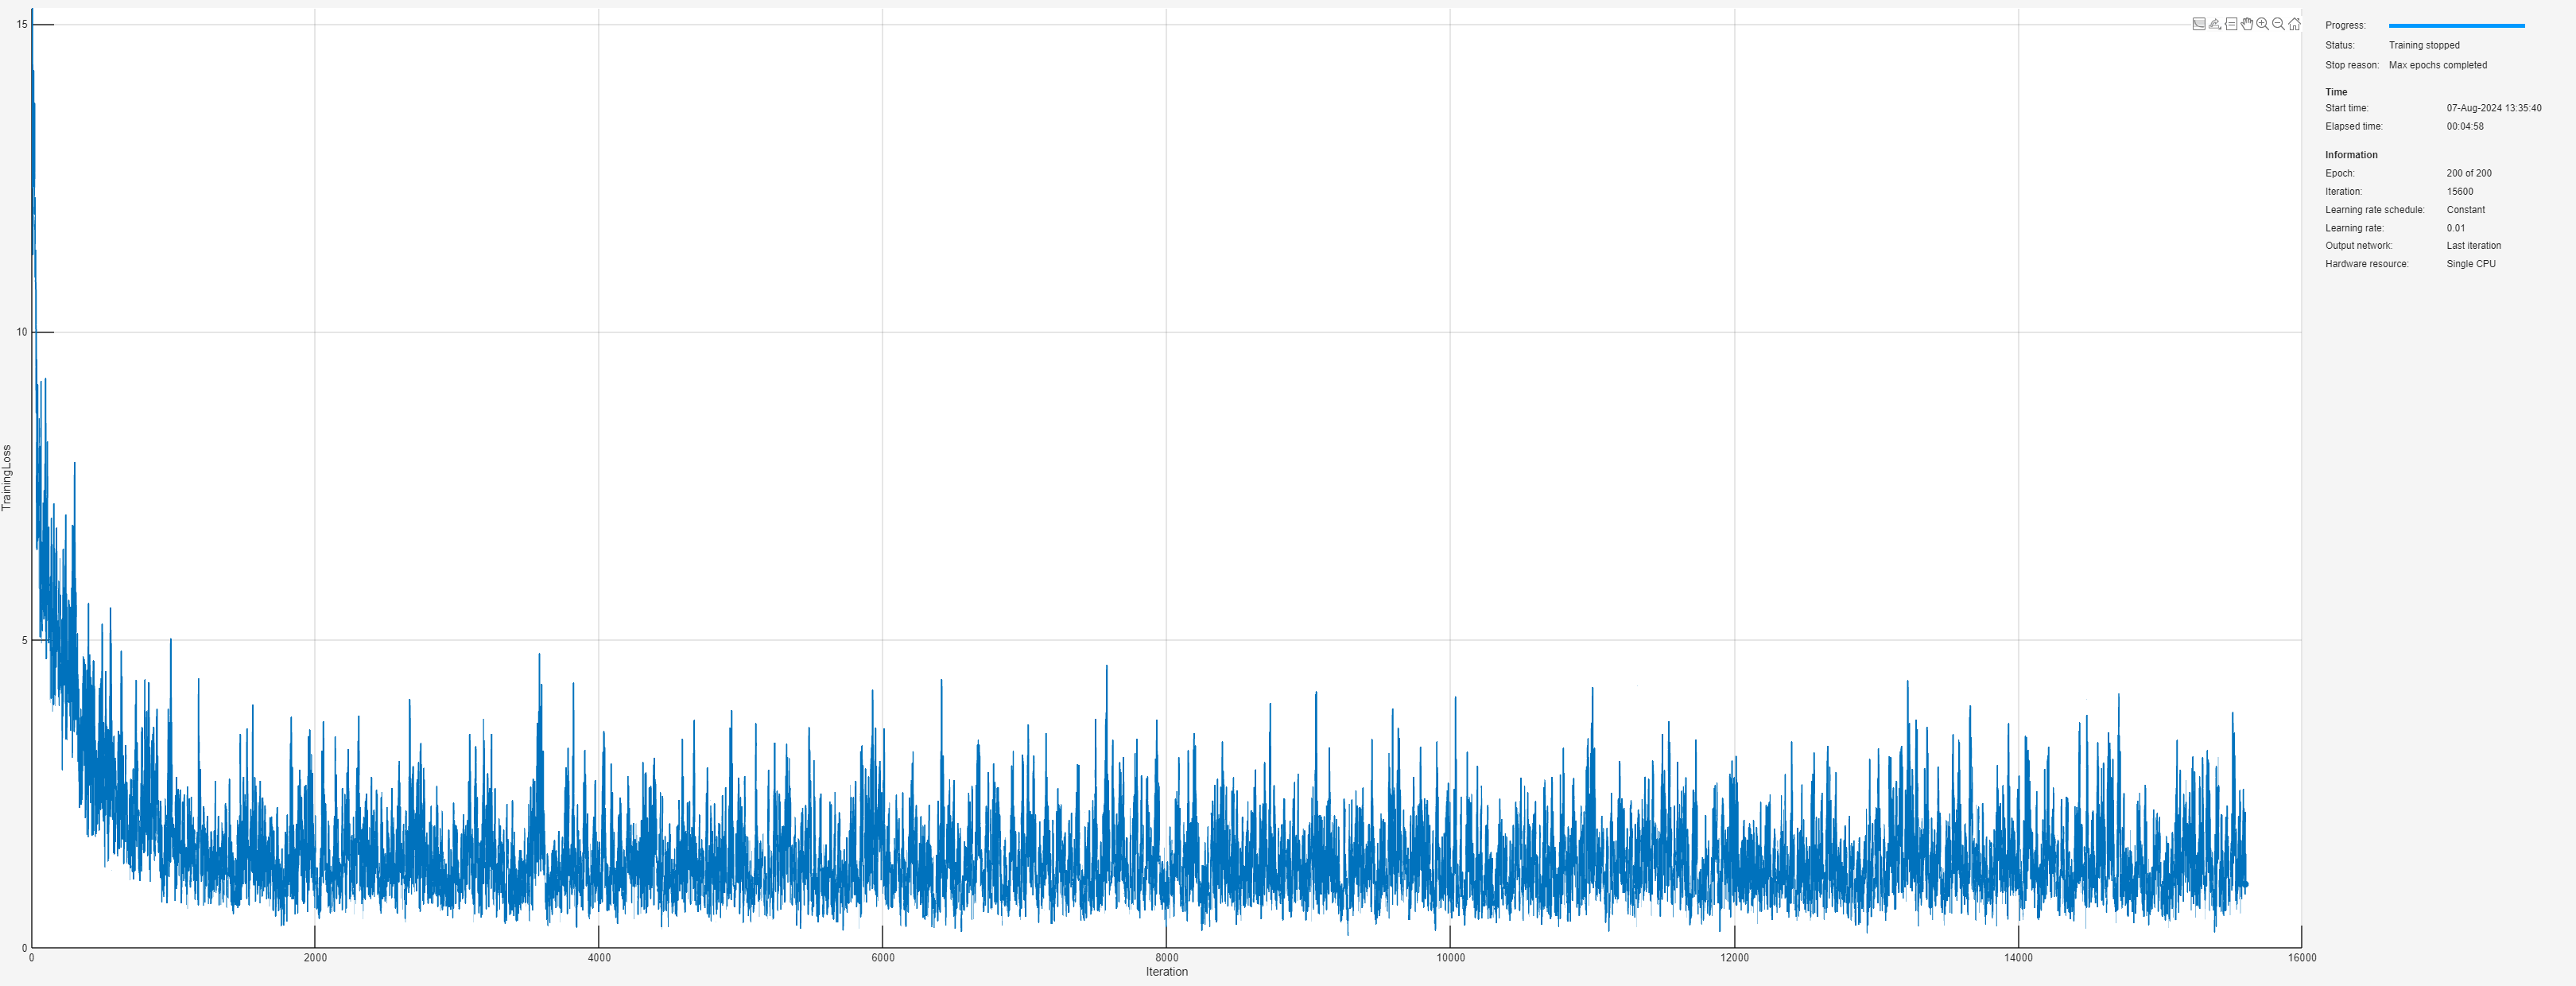 15
10
5
0
TrainingLoss
0 2000 4000 6000 8000 10000 12000 14000 16000
Iteration
Progress:
Status: Training stopped
Stop reason: Max epochs completed
Time
Start time: 07-Aug-2024 13:35:40
Elapsed time: 00:04:58
Information
Epoch: 200 of 200
Iteration: 15600
Learning rate schedule: Constant
Learning rate: 0.01
Output network: Last iteration
Hardware resource: Single CPU